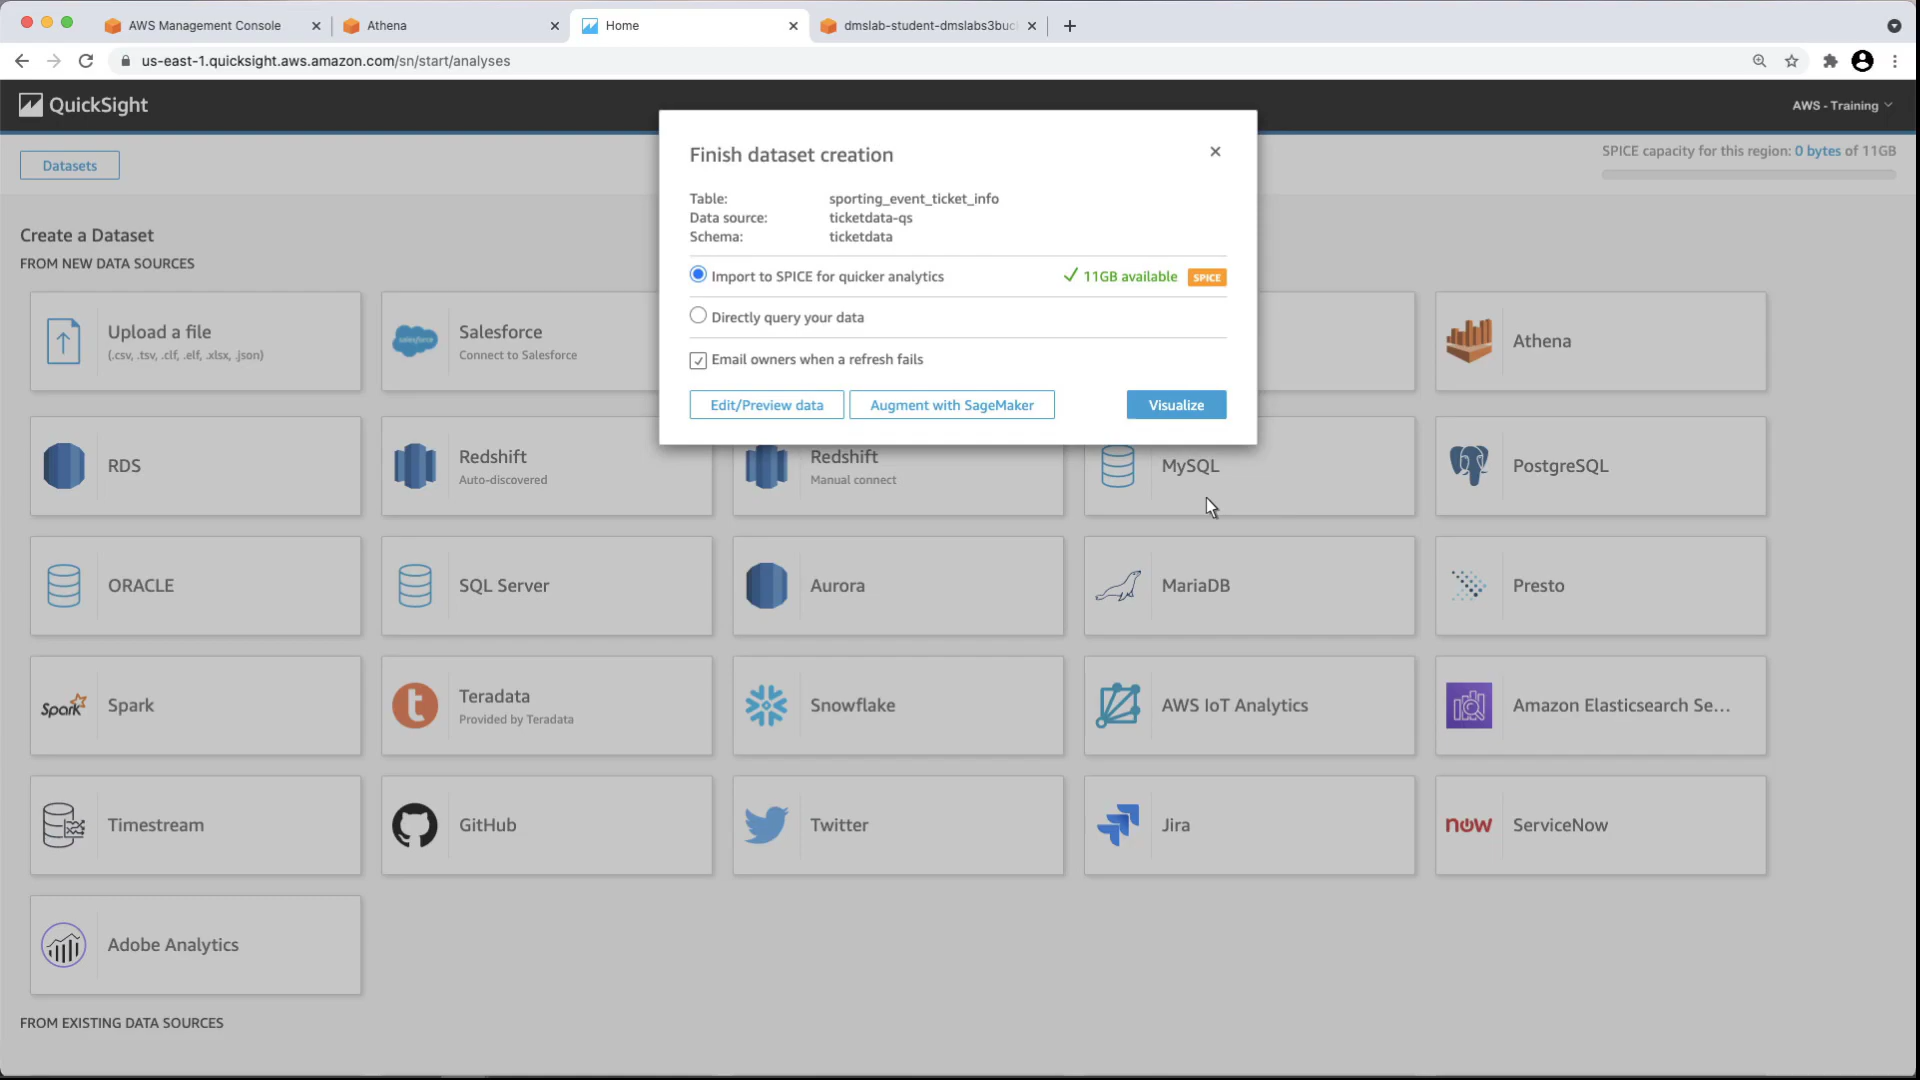 AWS Management Console
Athena
Home
dmslab-student-dmslabs3buc
us-east-1.quicksight.aws.amazon.com/sn/start/analyses
QuickSight
AWS - Training
Datasets
SPICE capacity for this region: 0 bytes of 11GB
Finish dataset creation
Table: sporting_event_ticket_info
Data source: ticketdata-qs
Schema: ticketdata
Import to SPICE for quicker analytics
11GB available SPICE
Directly query your data
Email owners when a refresh fails
Edit/Preview data
Augment with SageMaker
Visualize
Create a Dataset
FROM NEW DATA SOURCES
Upload a file
(.csv, .tsv, .clf, .elf, .xlsx, .json)
Salesforce
Connect to Salesforce
salesforce
Athena
RDS
Redshift
Auto-discovered
Redshift
Manual connect
MySQL
PostgreSQL
ORACLE
SQL Server
Aurora
MariaDB
Presto
Spark
Spark
t
Teradata
Provided by Teradata
Snowflake
AWS IoT Analytics
Amazon Elasticsearch Se...
Timestream
GitHub
Twitter
Jira
now
ServiceNow
Adobe Analytics
FROM EXISTING DATA SOURCES